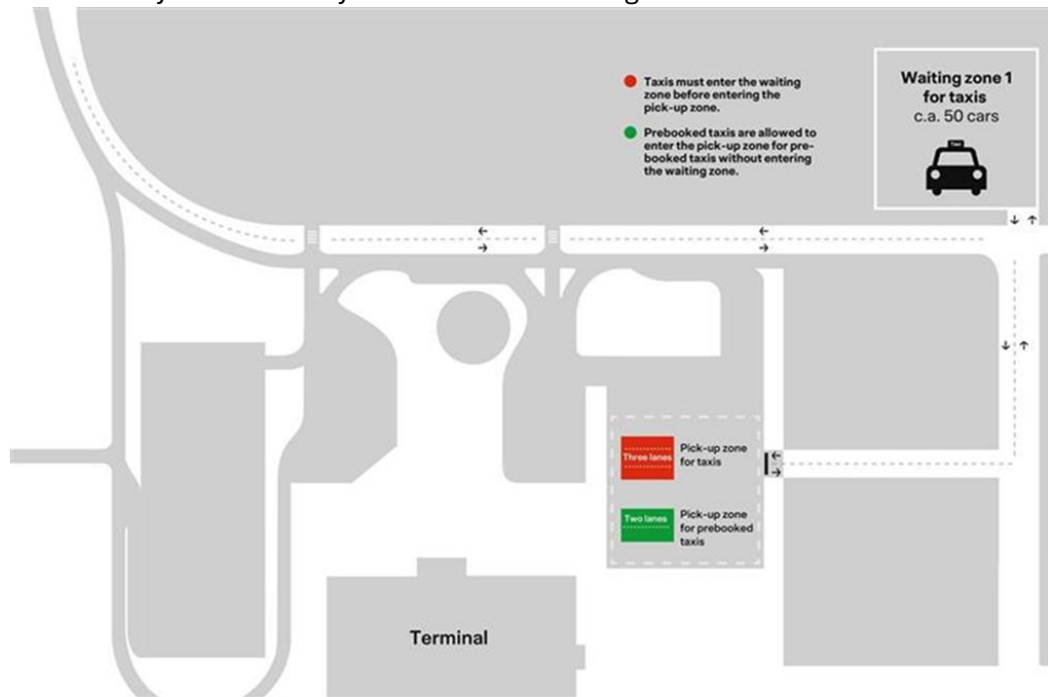 Taxis must enter the waiting
zone before entering the
pick-up zone.
Prebooked taxis are allowed to
enter the pick-up zone for pre-
booked taxis without entering
the waiting zone.
Waiting zone 1
for taxis
c.a. 50 cars
TAXI
Three lanes
Pick-up zone
for taxis
Two lanes
Pick-up zone
for prebooked
taxis
Terminal